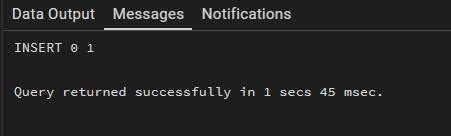 Data Output Messages Notifications
INSERT 0 1
Query returned successfully in 1 secs 45 msec.